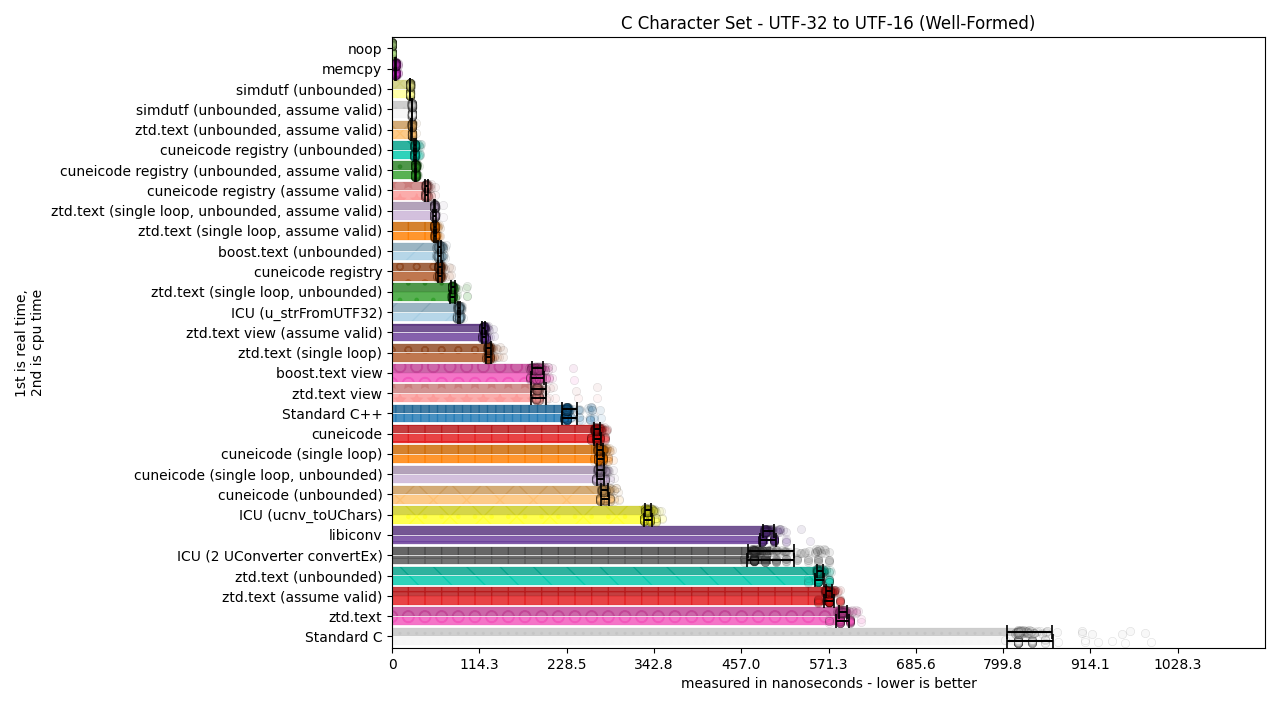 C Character Set - UTF-32 to UTF-16 (Well-Formed)
noop
memcpy
simdutf (unbounded)
simdutf (unbounded, assume valid)
ztd.text (unbounded, assume valid)
cuneicode registry (unbounded)
cuneicode registry (unbounded, assume valid)
cuneicode registry (assume valid)
ztd.text (single loop, unbounded, assume valid)
ztd.text (single loop, assume valid)
boost.text (unbounded)
cuneicode registry
ztd.text (single loop, unbounded)
ICU (u_strFromUTF32)
ztd.text view (assume valid)
ztd.text (single loop)
boost.text view
ztd.text view
Standard C++
cuneicode
cuneicode (single loop)
cuneicode (single loop, unbounded)
cuneicode (unbounded)
ICU (ucnv_toUChars)
libiconv
ICU (2 UConverter convertEx)
ztd.text (unbounded)
ztd.text (assume valid)
ztd.text
Standard C
1st is real time,
2nd is cpu time
0 114.3 228.5 342.8 457.0 571.3 685.6 799.8 914.1 1028.3
measured in nanoseconds - lower is better